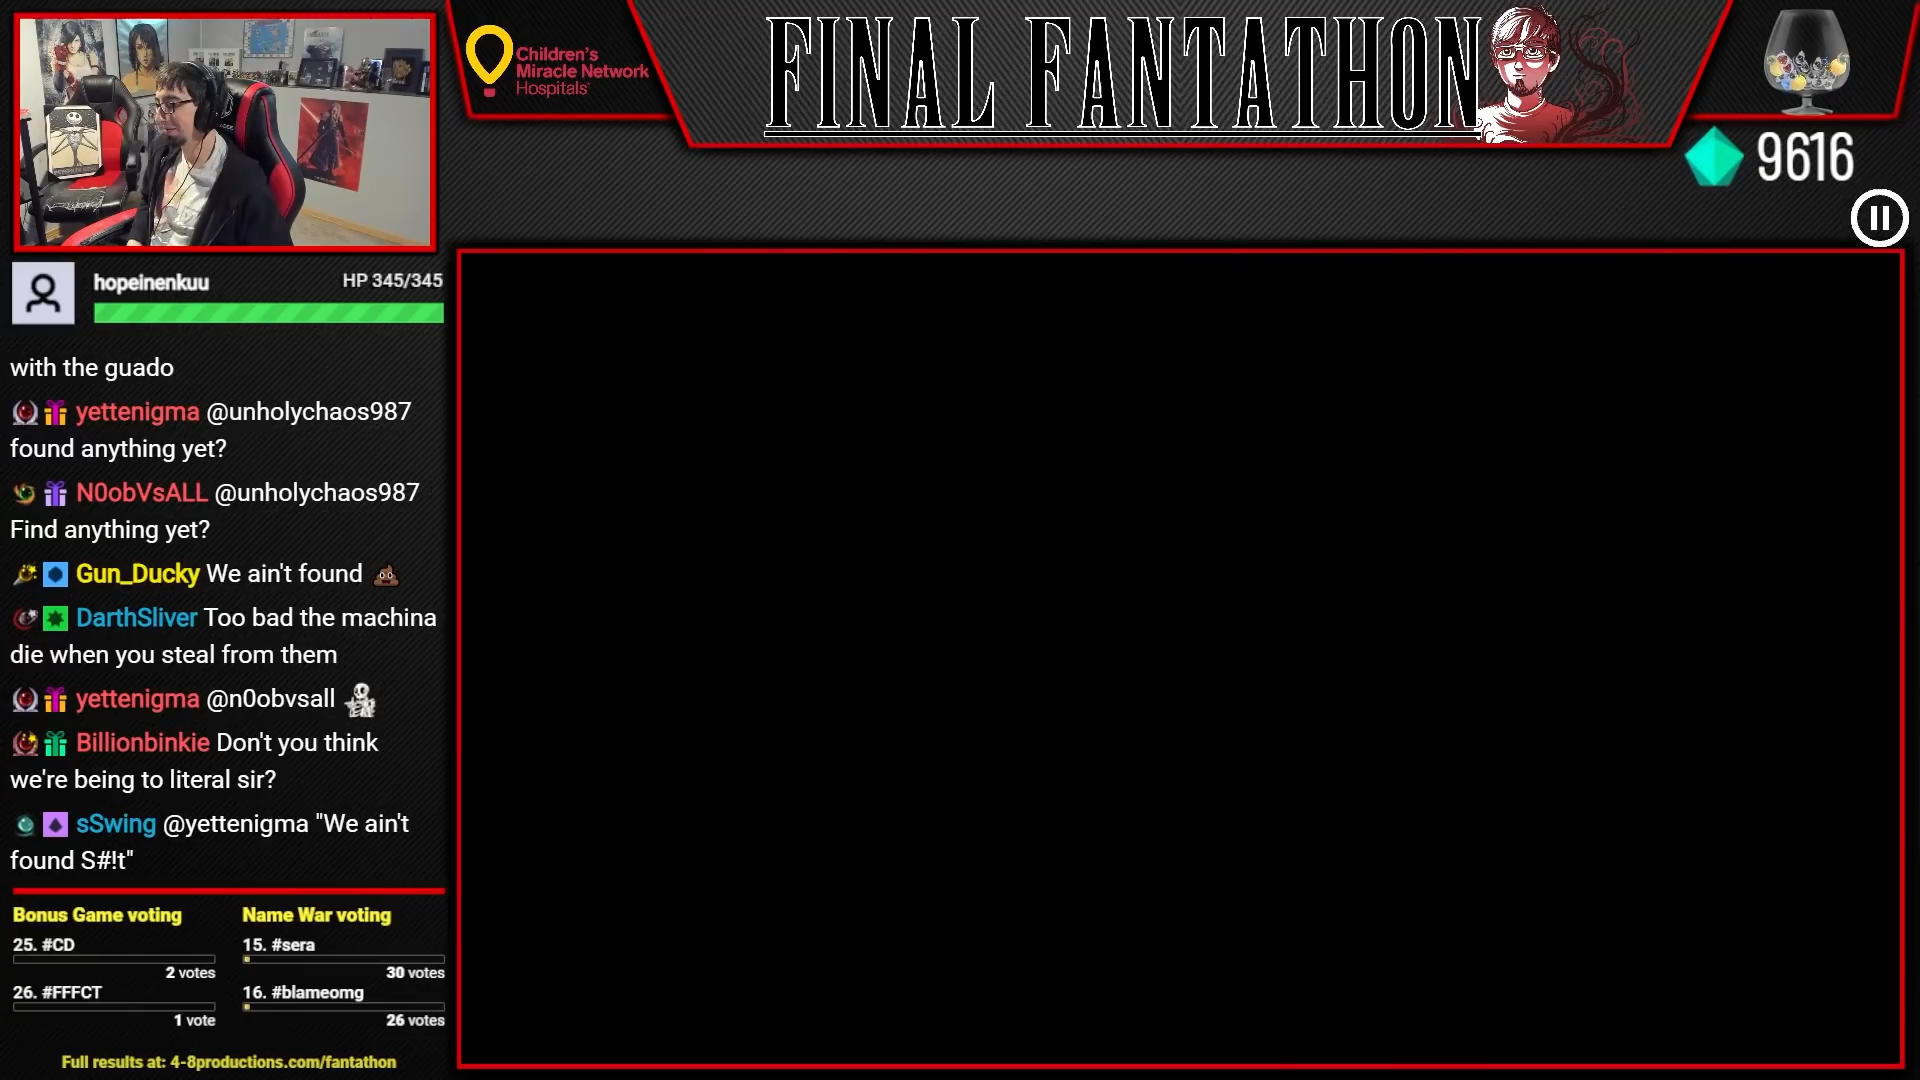 Children's
Miracle Network
Hospitals
FINAL FANTATHON
9616
hopeinenkuu HP 345/345
with the guado
yettenigma @unholychaos987
found anything yet?
N0obVsALL @unholychaos987
Find anything yet?
Gun_Ducky We ain't found 💩
DarthSliver Too bad the machina
die when you steal from them
yettenigma @n0obvsall
Billionbinkie Don't you think
we're being to literal sir?
sSwing @yettenigma "We ain't
found S#!t"
Bonus Game voting
25. #CD
2 votes
26. #FFFCT
1 vote
Name War voting
15. #sera
30 votes
16. #blameomg
26 votes
Full results at: 4-8productions.com/fantathon